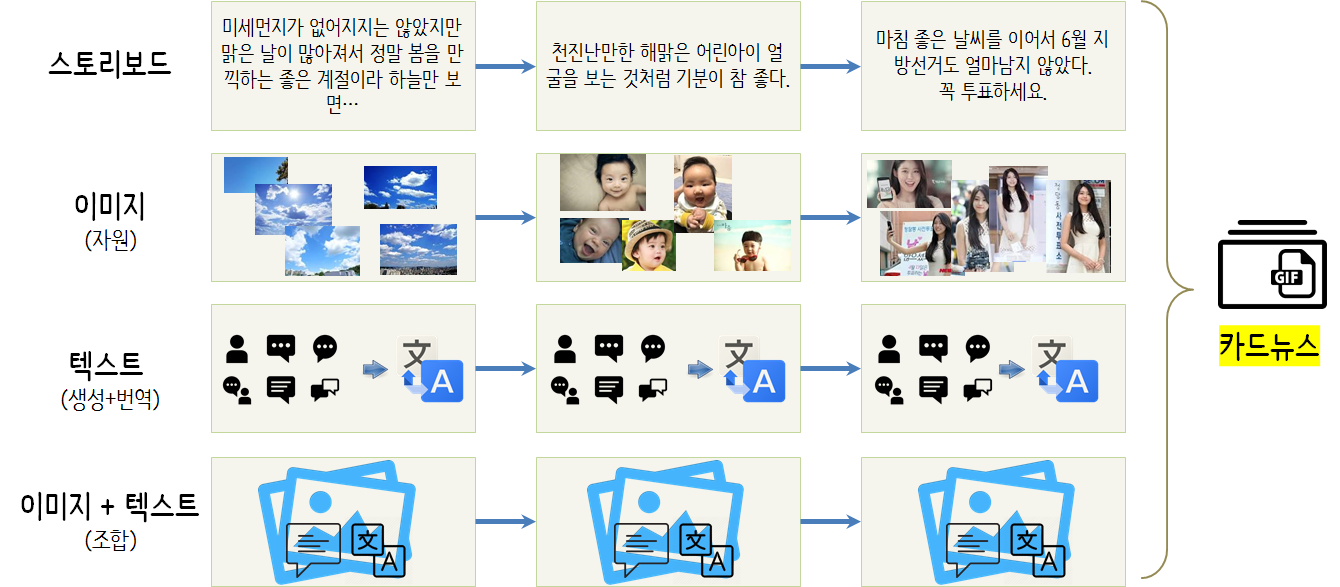 스토리보드
미세먼지가 없어지지는 않았지만
맑은 날이 많아져서 정말 봄을 만
끽하는 좋은 계절이라 하늘만 보
면…
천진난만한 해맑은 어린아이 얼
굴을 보는 것처럼 기분이 참 좋다.
마침 좋은 날씨를 이어서 6월 지
방선거도 얼마남지 않았다.
꼭 투표하세요.
이미지
(자원)
사전투표소
텍스트
(생성+번역)
文 A
文 A
文 A
이미지 + 텍스트
(조합)
文 A
文 A
文 A
GIF
카드뉴스